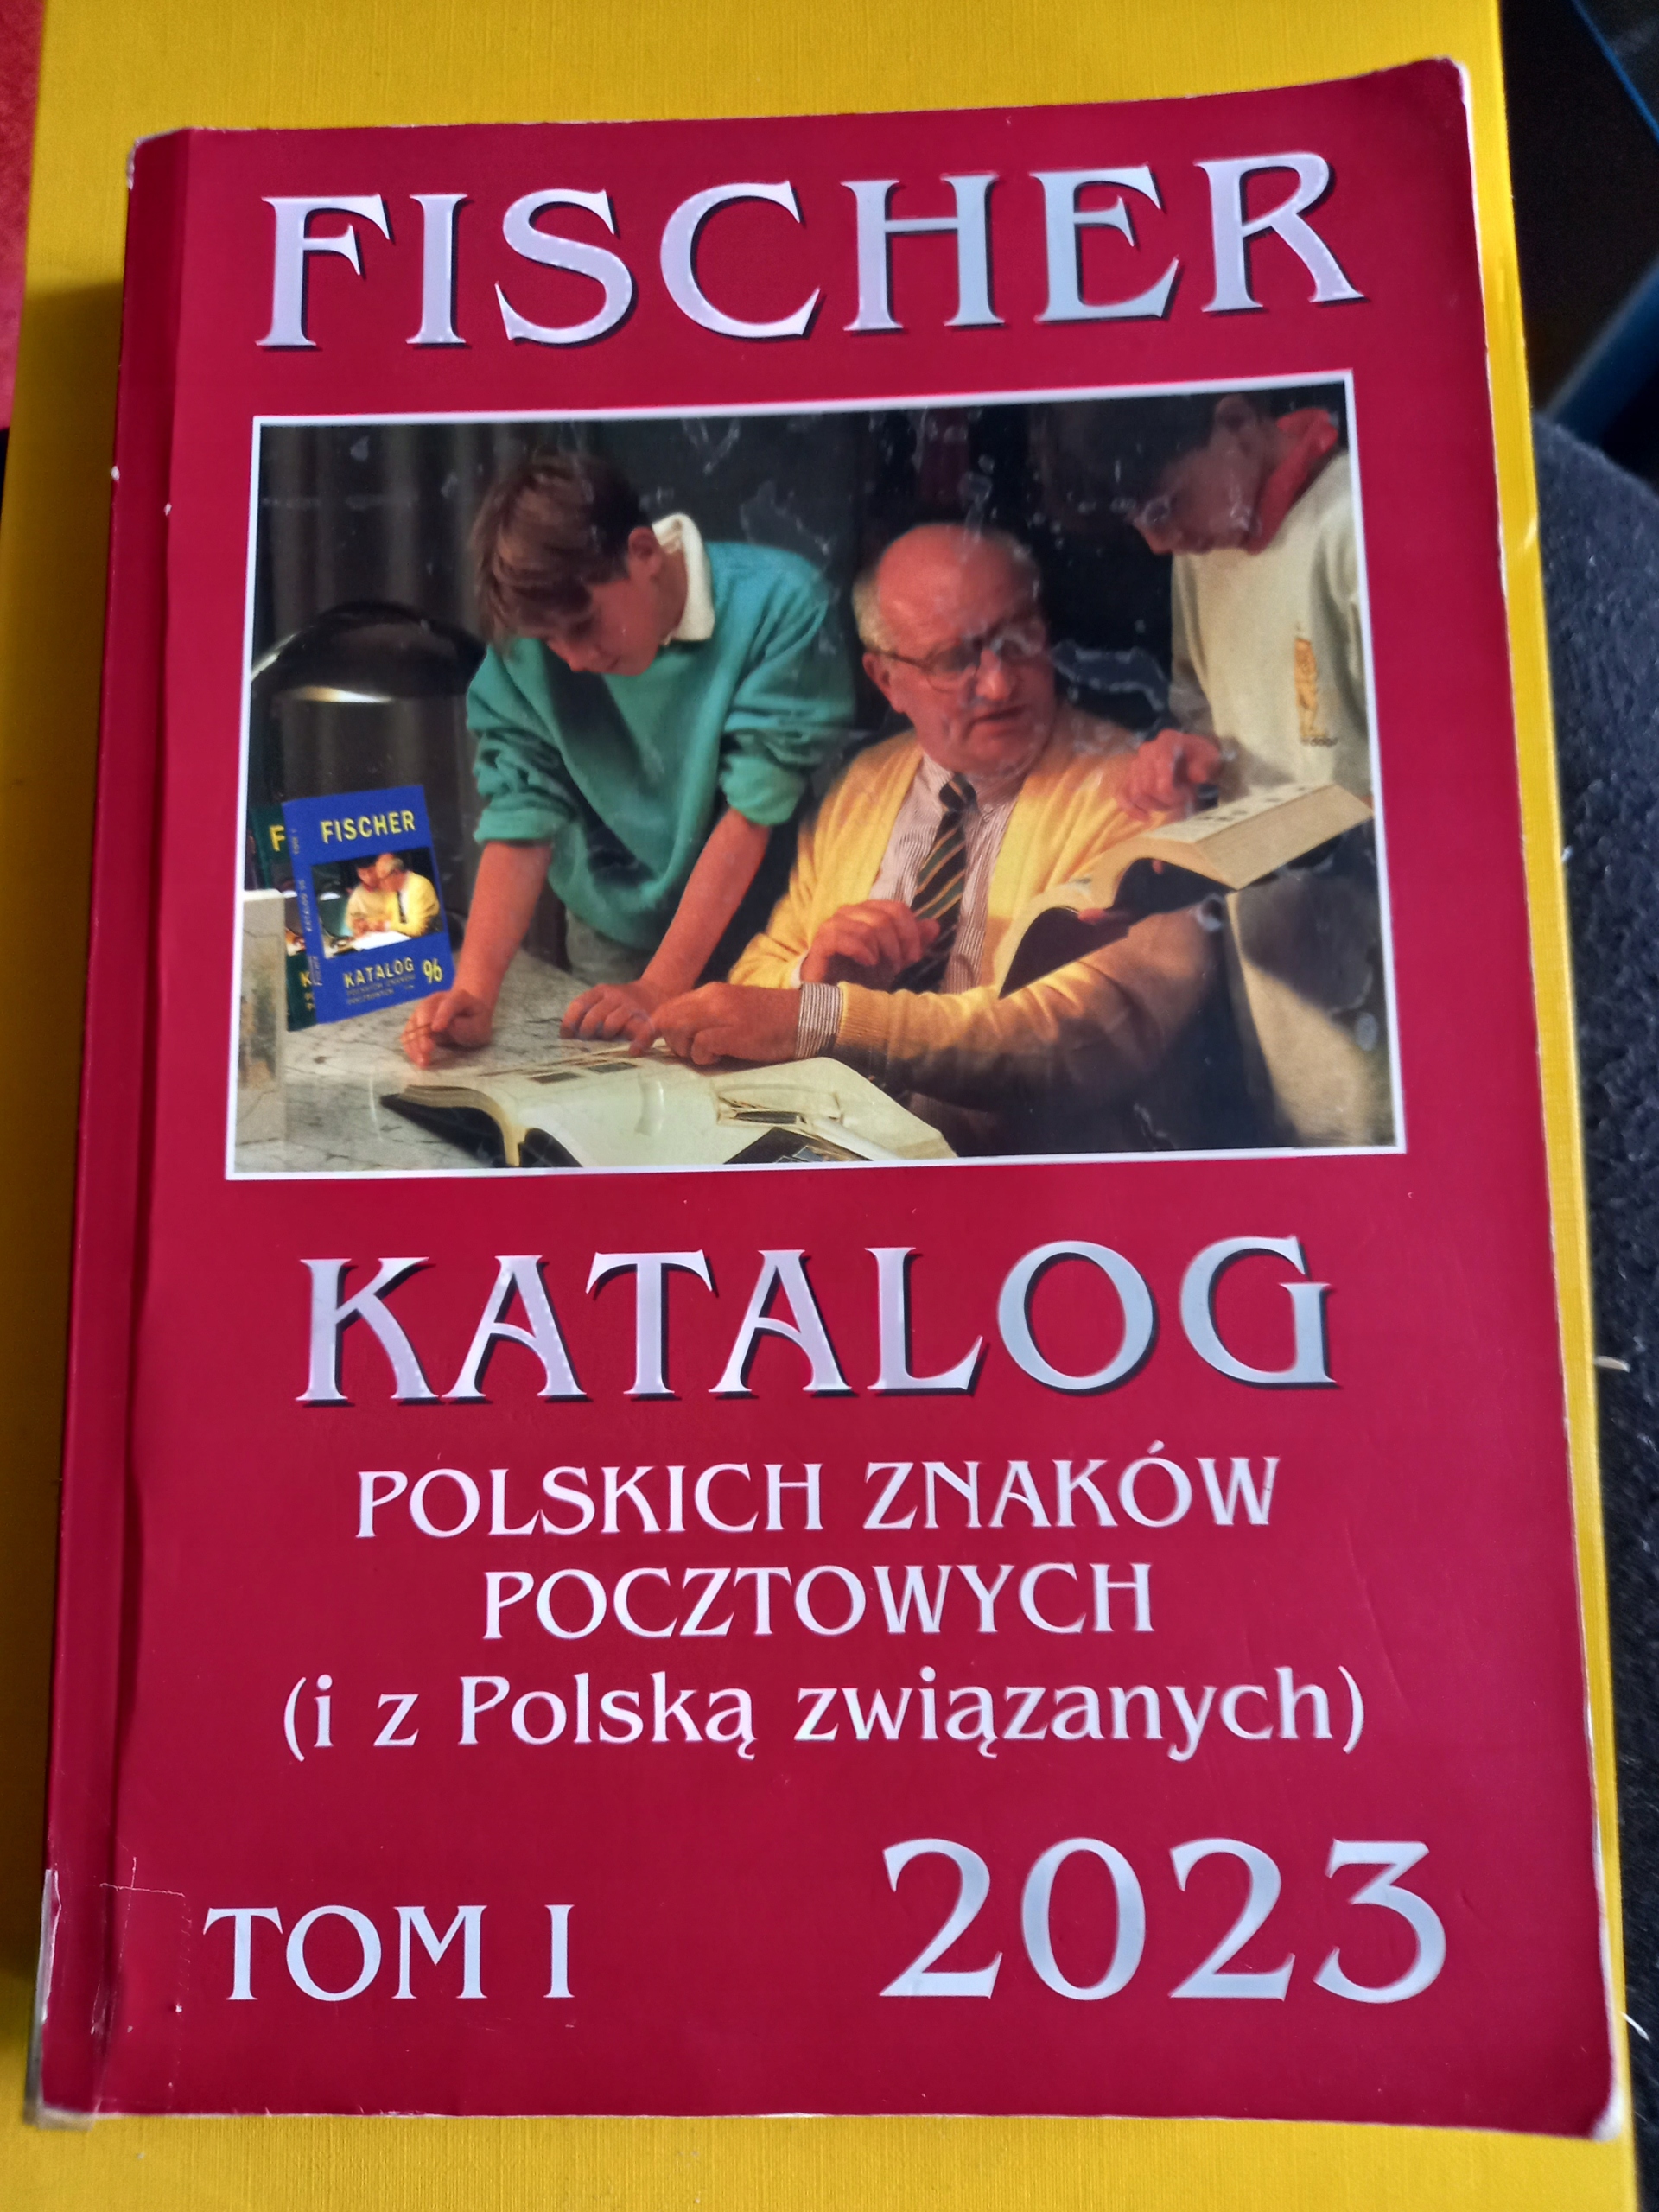 FISCHER
FISCHER
KATALOG
96
KATALOG
POLSKICH ZNAKÓW
POCZTOWYCH
(i z Polską związanych)
TOM I
2023